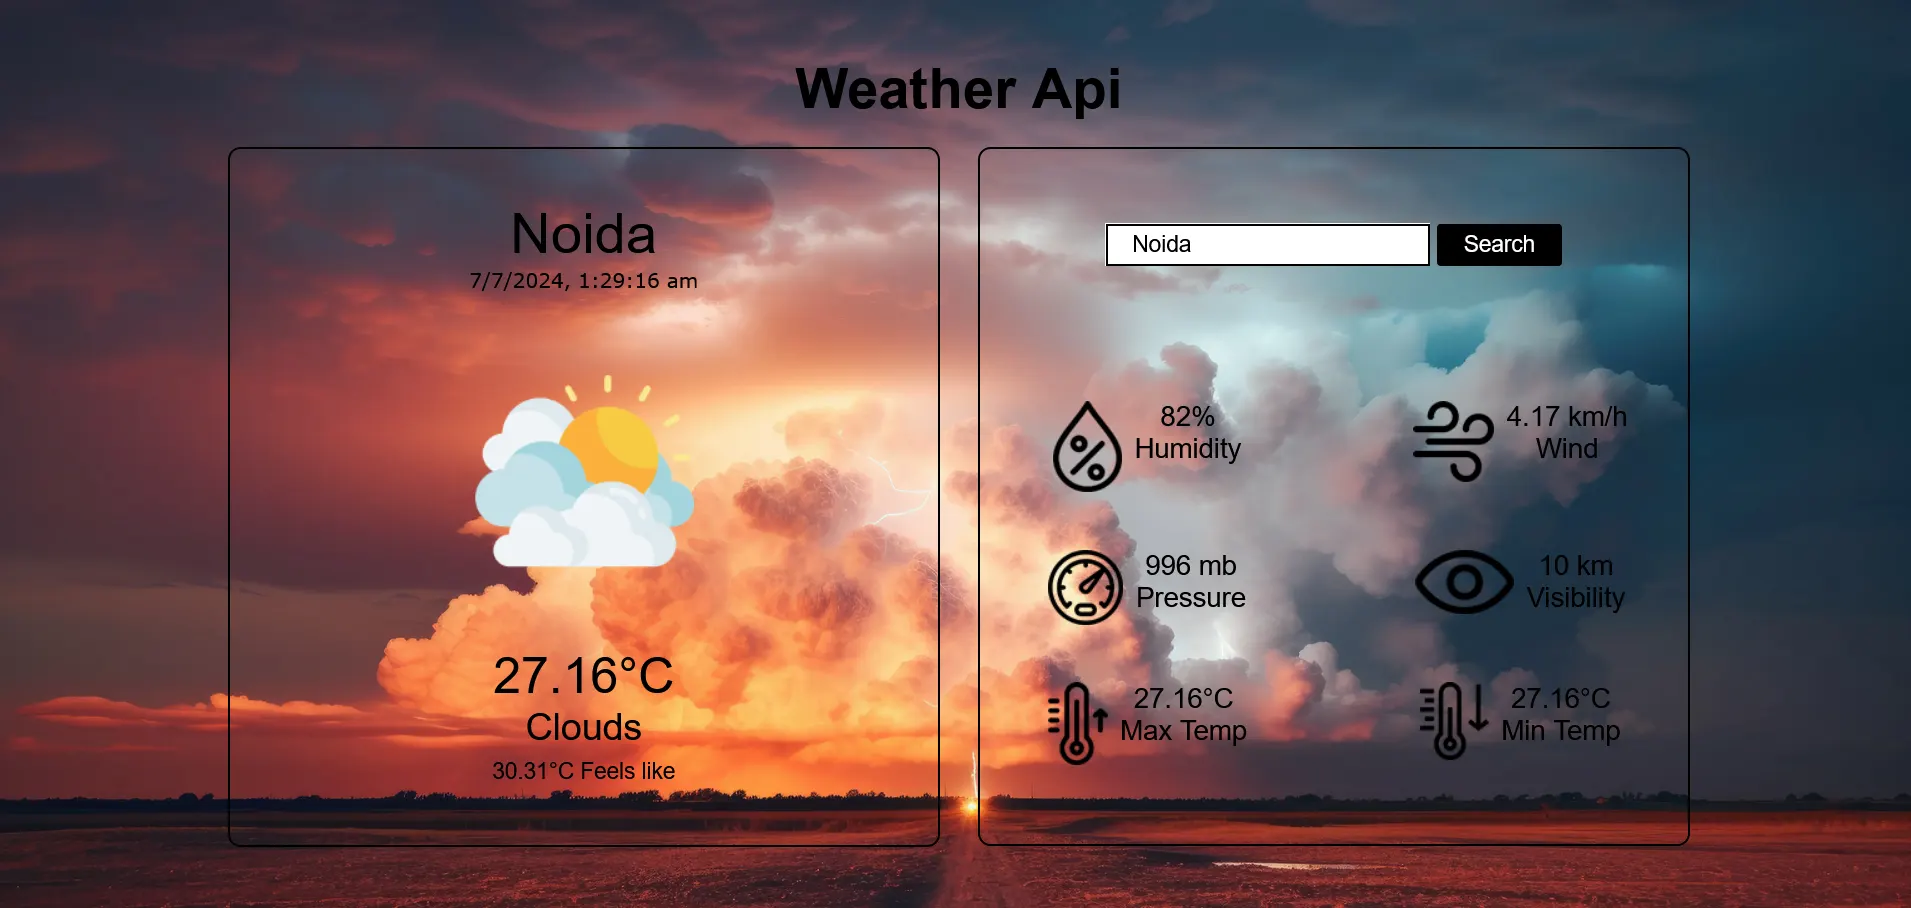 Weather Api
Noida
7/7/2024, 1:29:16 am
27.16°C
Clouds
30.31°C Feels like
Noida
Search
82%
Humidity
4.17 km/h
Wind
996 mb
Pressure
10 km
Visibility
27.16°C
Max Temp
27.16°C
Min Temp